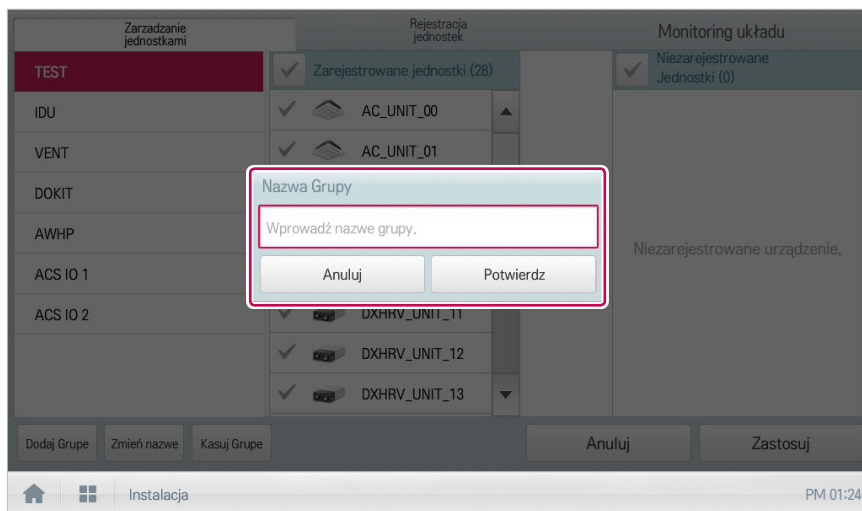 Zarzadzanie
jednostkami
Rejestracja
jednostek
Monitoring układu
TEST
Zarejestrowane jednostki (28)
Niezarejestrowane
Jednostki (0)
IDU
AC_UNIT_00
VENT
AC_UNIT_01
DOKIT
Nazwa Grupy
AWHP
Wprowadź nazwe grupy.
Niezarejestrowane urządzenie.
ACS IO 1
Anuluj
Potwierdz
ACS IO 2
DXHRV_UNIT_11
DXHRV_UNIT_12
DXHRV_UNIT_13
Dodaj Grupe
Zmień nazwe
Kasuj Grupe
Anuluj
Zastosuj
Instalacja
PM 01:24